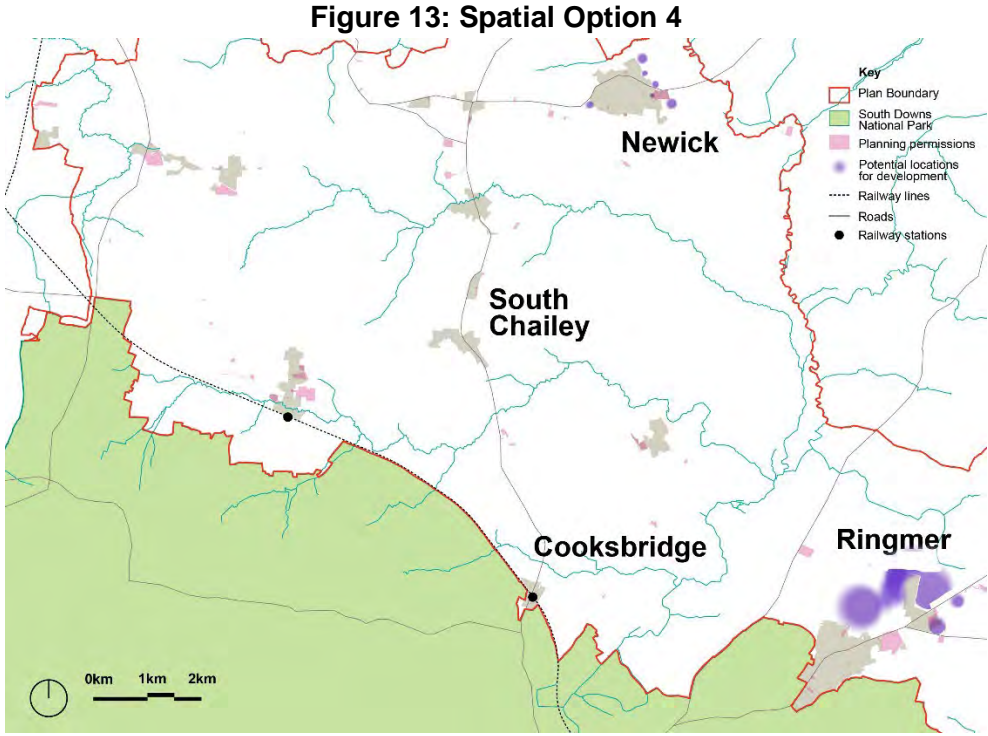 Figure 13: Spatial Option 4
Key
Plan Boundary
South Downs
National Park
Planning permissions
Potential locations
for development
Railway lines
Roads
Railway stations
Newick
South
Chailey
Cooksbridge
Ringmer
0km 1km 2km